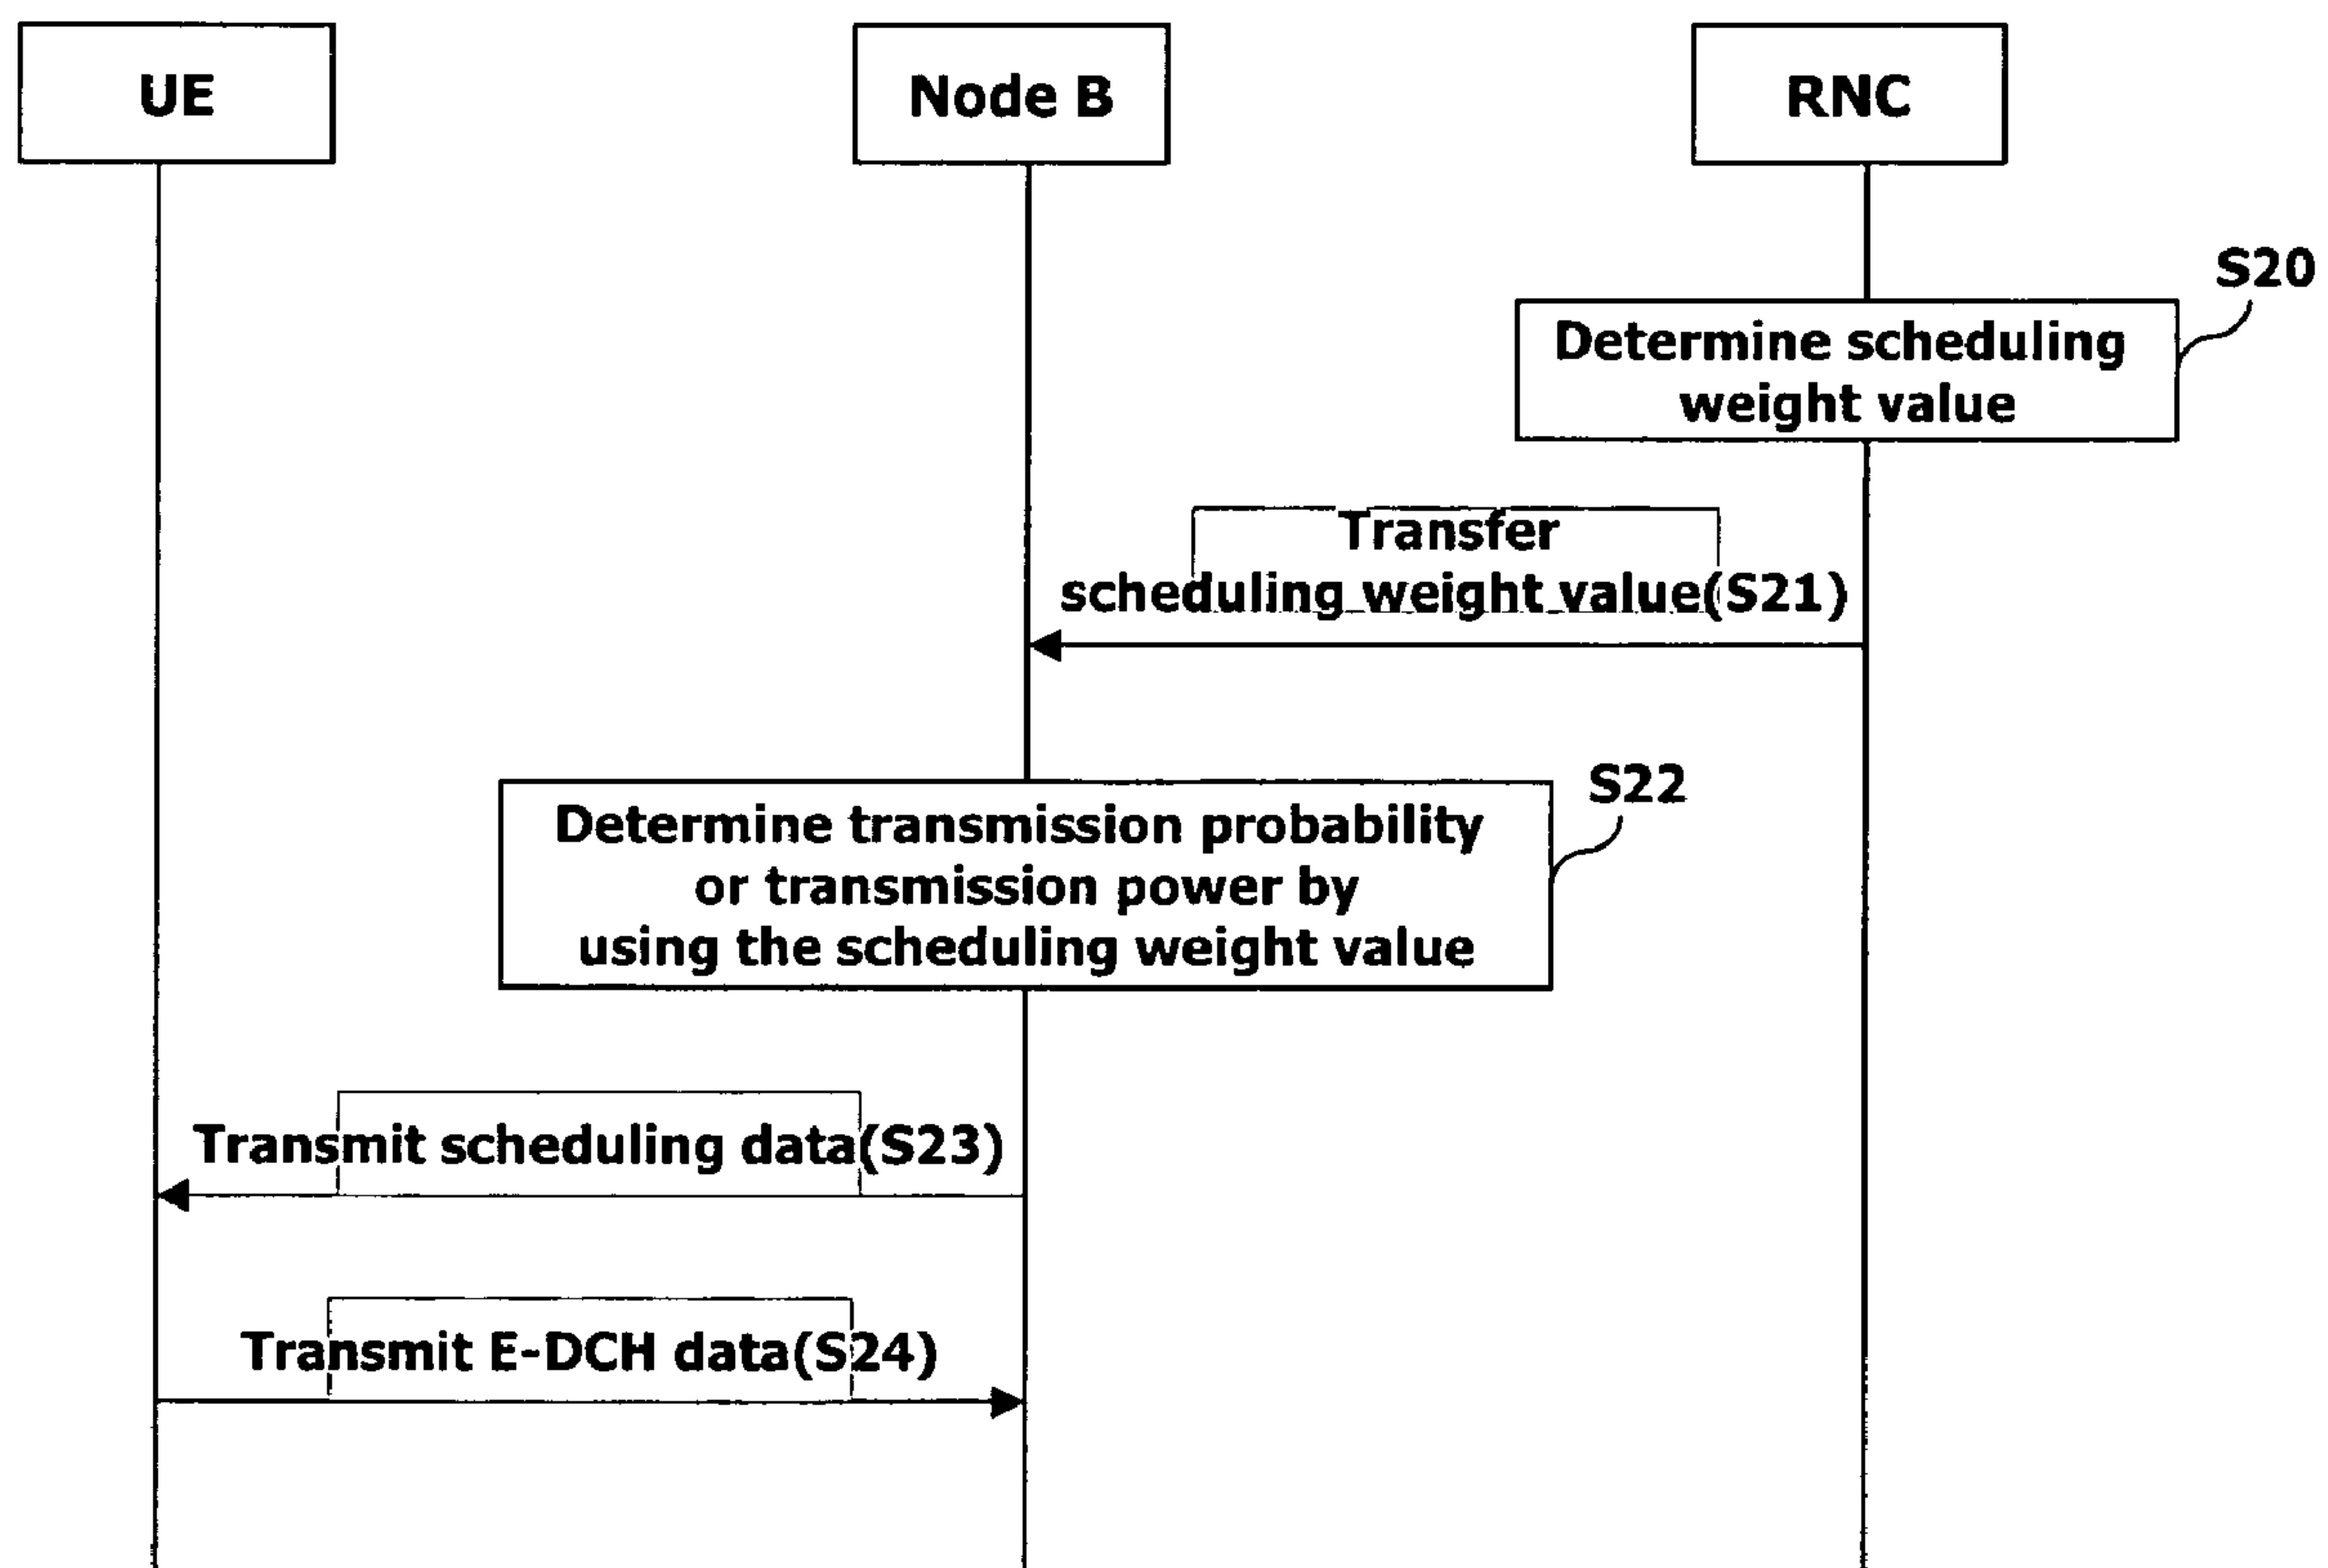 UE
Node B
RNC
S20
Determine scheduling
weight value
Transfer
scheduling weight value(S21)
S22
Determine transmission probability
or transmission power by
using the scheduling weight value
Transmit scheduling data(S23)
Transmit E-DCH data(S24)